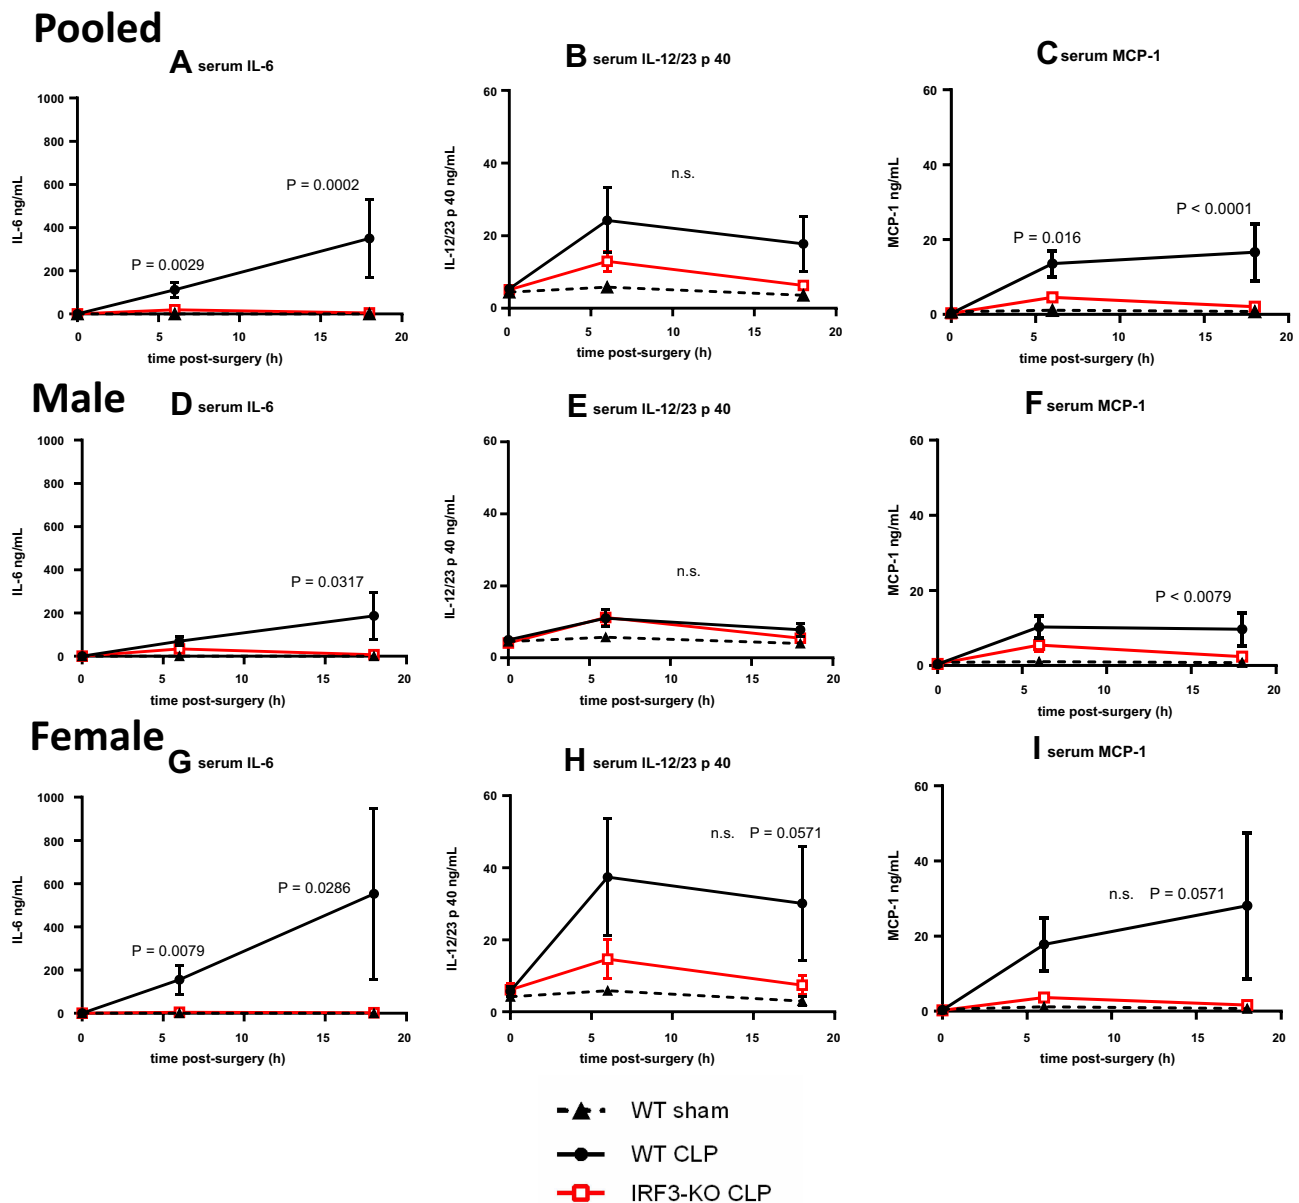 Pooled
A serum IL-6
B serum IL-12/23 p 40
C serum MCP-1
1000
800
600
400
200
0
IL-6 ng/mL
P = 0.0029
P = 0.0002
0 5 10 15 20
time post-surgery (h)
60
40
20
0
IL-12/23 p 40 ng/mL
n.s.
0 5 10 15 20
time post-surgery (h)
60
40
20
0
MCP-1 ng/mL
P = 0.016
P < 0.0001
0 5 10 15 20
time post-surgery (h)
Male
D serum IL-6
E serum IL-12/23 p 40
F serum MCP-1
1000
800
600
400
200
0
IL-6 ng/mL
P = 0.0317
0 5 10 15 20
time post-surgery (h)
60
40
20
0
IL-12/23 p 40 ng/mL
n.s.
0 5 10 15 20
time post-surgery (h)
60
40
20
0
MCP-1 ng/mL
P < 0.0079
0 5 10 15 20
time post-surgery (h)
Female
G serum IL-6
H serum IL-12/23 p 40
I serum MCP-1
1000
800
600
400
200
0
IL-6 ng/mL
P = 0.0079
P = 0.0286
0 5 10 15 20
time post-surgery (h)
60
40
20
0
IL-12/23 p 40 ng/mL
n.s. P = 0.0571
0 5 10 15 20
time post-surgery (h)
60
40
20
0
MCP-1 ng/mL
n.s. P = 0.0571
0 5 10 15 20
time post-surgery (h)
WT sham
WT CLP
IRF3-KO CLP